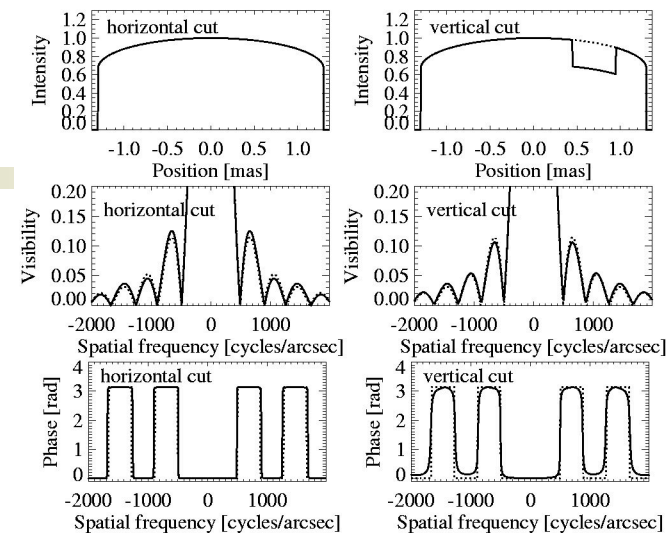 horizontal cut
vertical cut
Intensity
1.2
1.0
0.8
0.6
0.4
0.2
0.0
-1.0 -0.5 0.0 0.5 1.0
Position [mas]
Intensity
1.2
1.0
0.8
0.6
0.4
0.2
0.0
-1.0 -0.5 0.0 0.5 1.0
Position [mas]
horizontal cut
vertical cut
Visibility
0.20
0.15
0.10
0.05
0.00
-2000 -1000 0 1000
Spatial frequency [cycles/arcsec]
Visibility
0.20
0.15
0.10
0.05
0.00
-2000 -1000 0 1000
Spatial frequency [cycles/arcsec]
horizontal cut
vertical cut
Phase [rad]
4
3
2
1
0
-2000 -1000 0 1000
Spatial frequency [cycles/arcsec]
Phase [rad]
4
3
2
1
0
-2000 -1000 0 1000
Spatial frequency [cycles/arcsec]